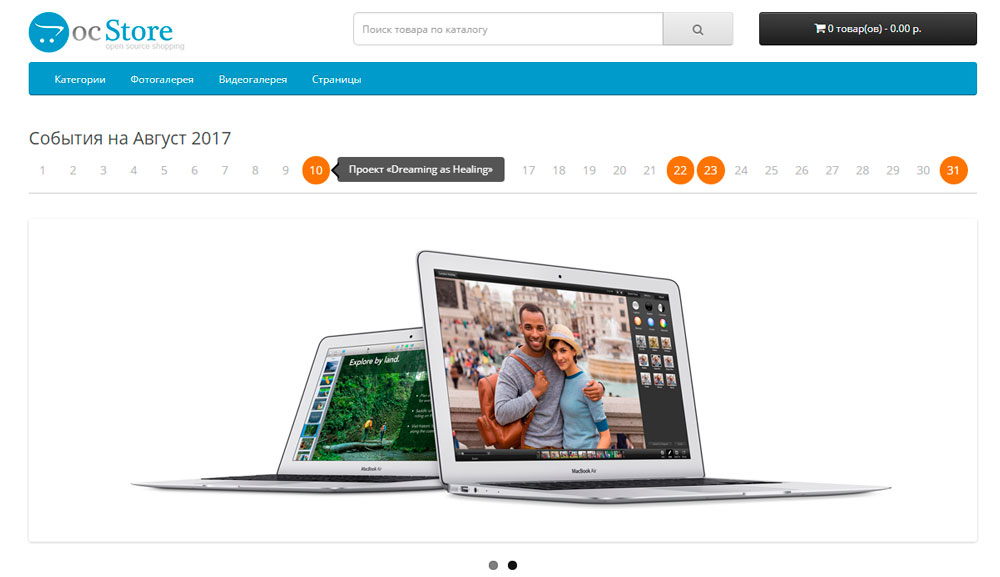 oc Store
open source shopping
Поиск товара по каталогу
0 товар(ов) - 0.00 р.
Категории Фотогалерея Видеогалерея Страницы
События на Август 2017
1 2 3 4 5 6 7 8 9 10 Проект «Dreaming as Healing» 17 18 19 20 21 22 23 24 25 26 27 28 29 30 31
Explore by land.
MacBook Air
MacBook Air